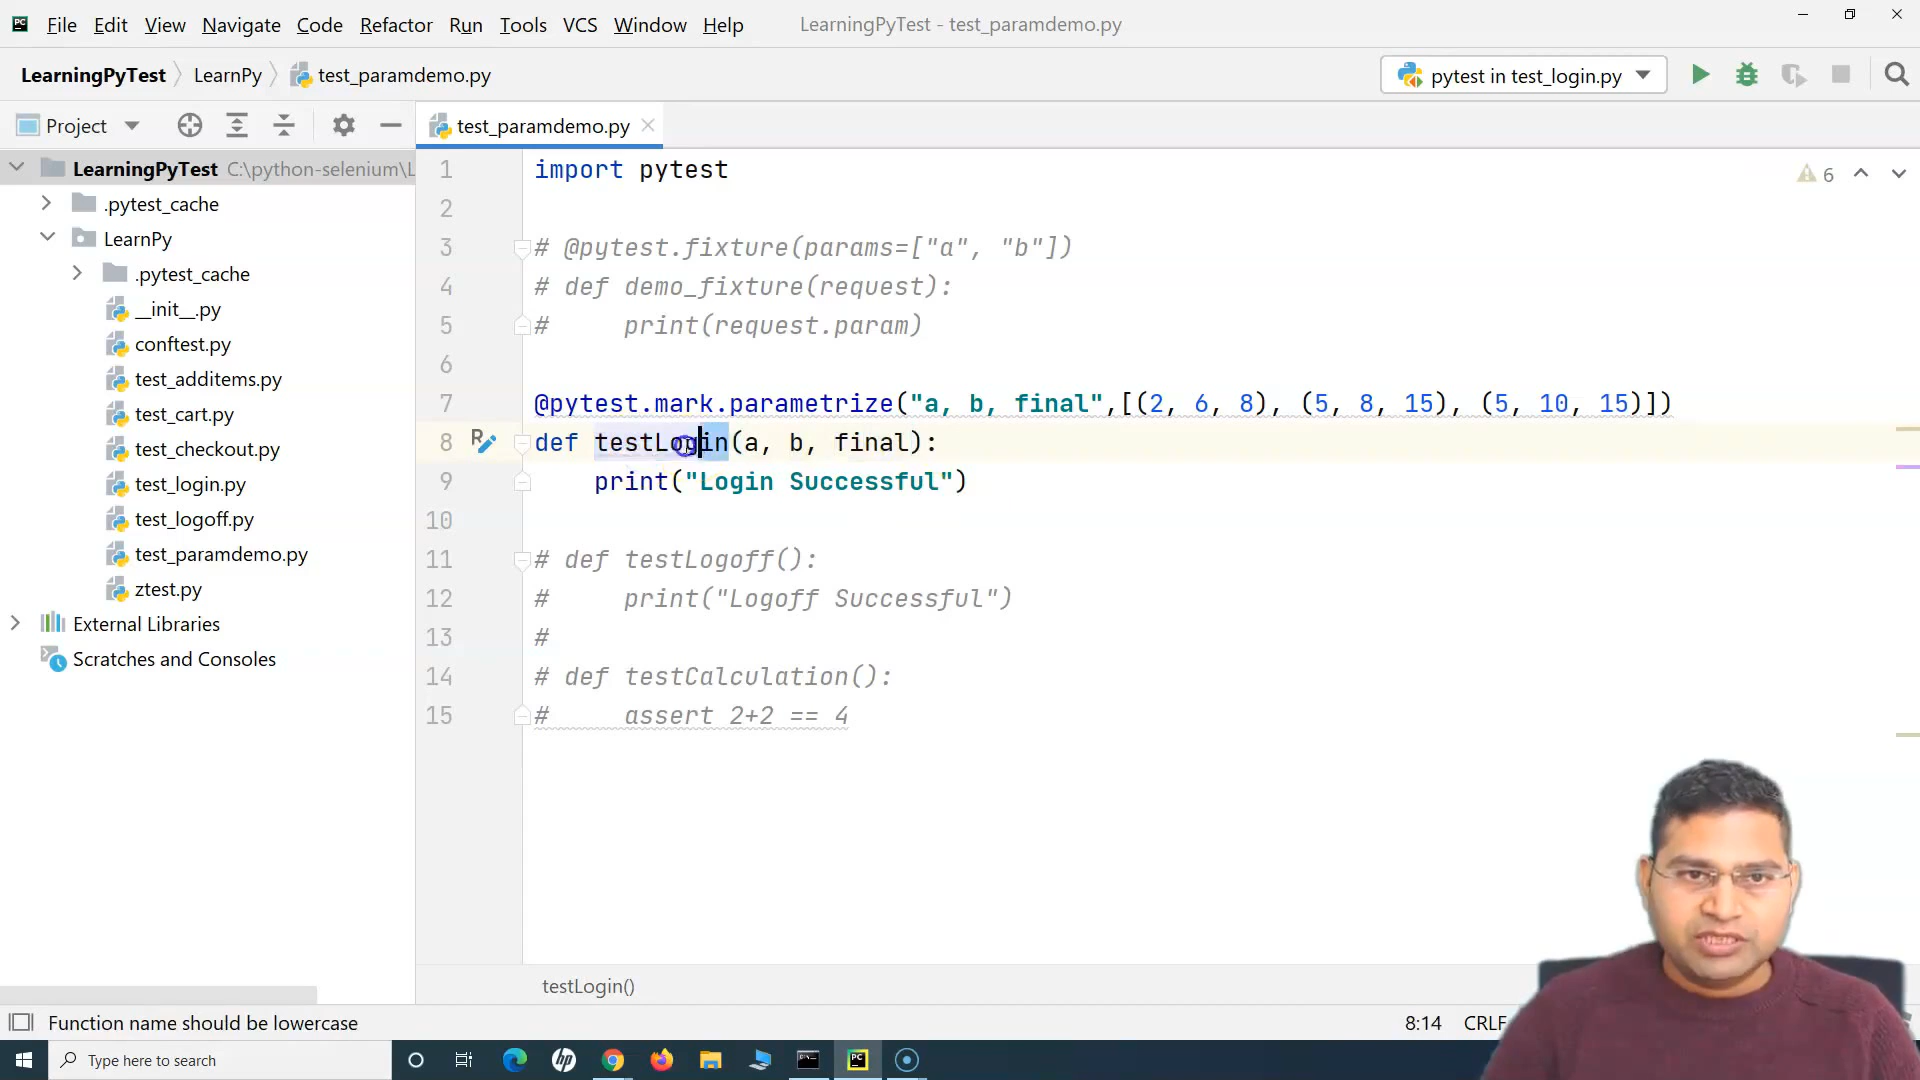 File Edit View Navigate Code Refactor Run Tools VCS Window Help LearningPyTest - test_paramdemo.py
LearningPyTest LearnPy test_paramdemo.py pytest in test_login.py
Project test_paramdemo.py
LearningPyTest C:\python-selenium\L
.pytest_cache
LearnPy
.pytest_cache
__init__.py
conftest.py
test_additems.py
test_cart.py
test_checkout.py
test_login.py
test_logoff.py
test_paramdemo.py
ztest.py
External Libraries
Scratches and Consoles
6
1 import pytest
2
3 # @pytest.fixture(params=["a", "b"])
4 # def demo_fixture(request):
5 #     print(request.param)
6
7 @pytest.mark.parametrize("a, b, final",[(2, 6, 8), (5, 8, 15), (5, 10, 15)])
8 def testLogin(a, b, final):
9     print("Login Successful")
10
11 # def testLogoff():
12 #     print("Logoff Successful")
13 #
14 # def testCalculation():
15 #     assert 2+2 == 4
testLogin()
Function name should be lowercase 8:14 CRLF
Type here to search